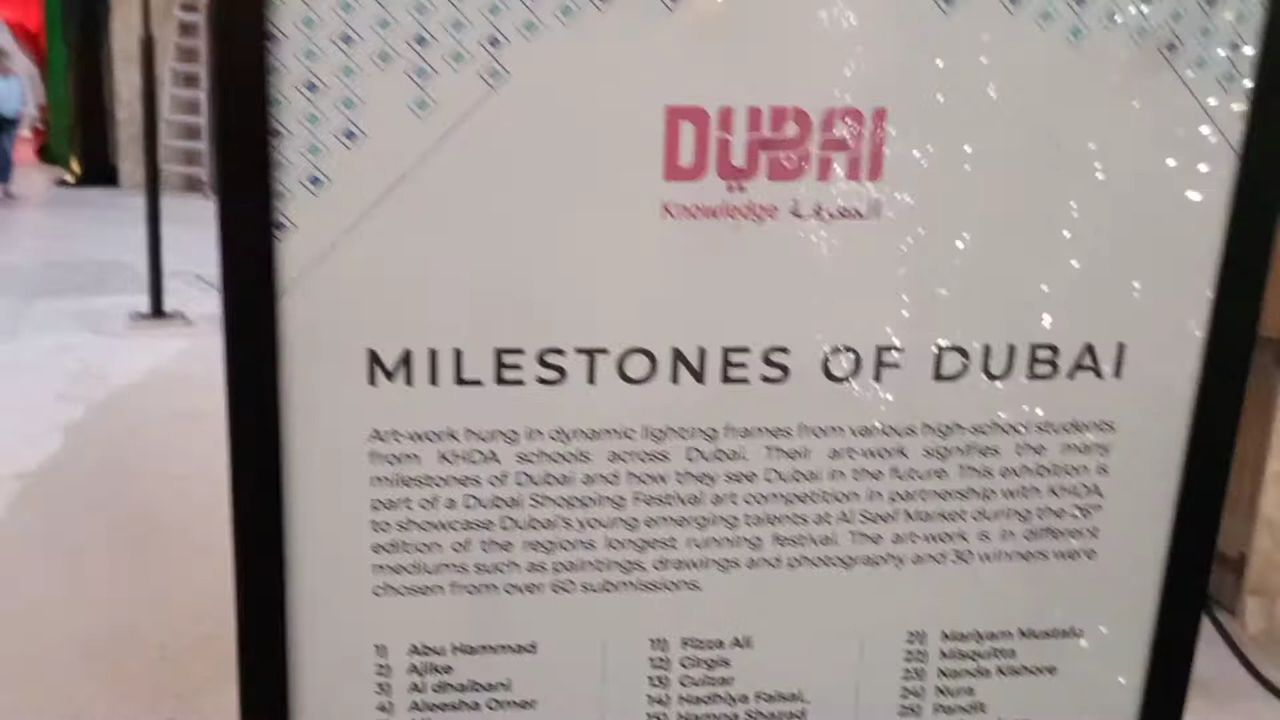 DUBAI
Knowledge المعرفة
MILESTONES OF DUBAI
Art-work hung in dynamic lighting frames from various high-school students
from KHDA schools across Dubai. Their art-work signifies the many
milestones of Dubai and how they see Dubai in the future. This exhibition is
part of a Dubai Shopping Festival art competition in partnership with KHDA
to showcase Dubai's young emerging talents at Al Seef Market during the 26th
edition of the regions longest running festival. The art-work is in different
mediums such as paintings, drawings and photography and 30 winners were
chosen from over 60 submissions.
1) Abu Hammad
2) Ajike
3) Al dhaibani
4) Aleesha Omer
11) Fizza Ali
12) Girgis
13) Gulzar
14) Nadhiya Faisal,
15) Hamna Sharad
21) Mariyam Mustafa
22) Misquitta
23) Nanda Kishore
24) Nura
25) Pandit